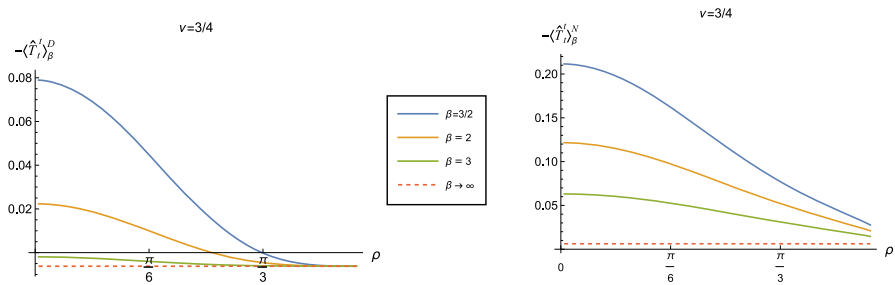 ν=3/4
-⟨T̂ₜᵗ⟩ᴰᵦ
0.08
0.06
0.04
0.02
π/6
π/3
ρ
β=3/2
β = 2
β = 3
β → ∞
ν=3/4
-⟨T̂ₜᵗ⟩ᴺᵦ
0.20
0.15
0.10
0.05
0
π/6
π/3
ρ